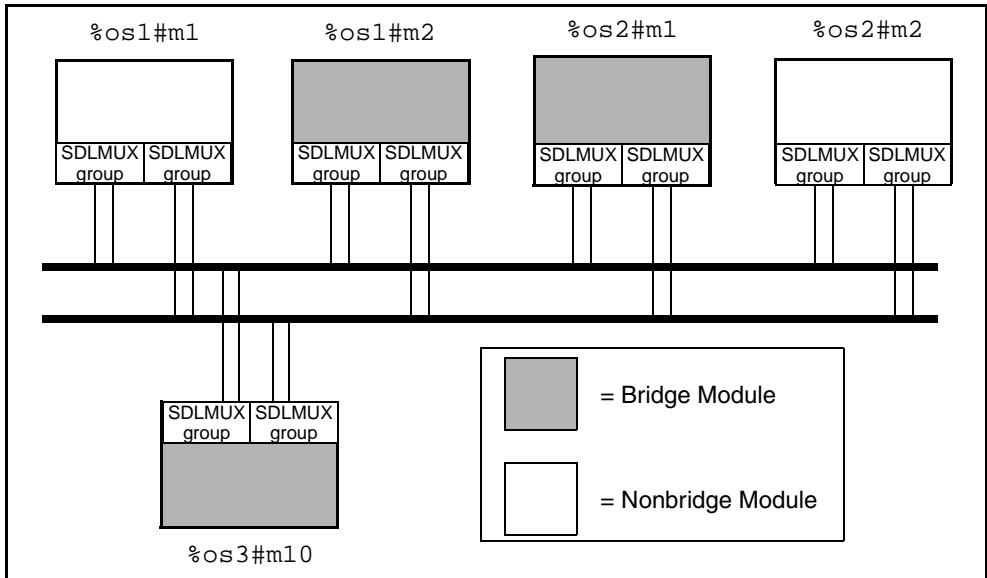 %os1#m1 %os1#m2 %os2#m1 %os2#m2
SDLMUX SDLMUX SDLMUX SDLMUX SDLMUX SDLMUX SDLMUX SDLMUX
group group group group group group group group
SDLMUX SDLMUX
group group
%os3#m10
= Bridge Module
= Nonbridge Module